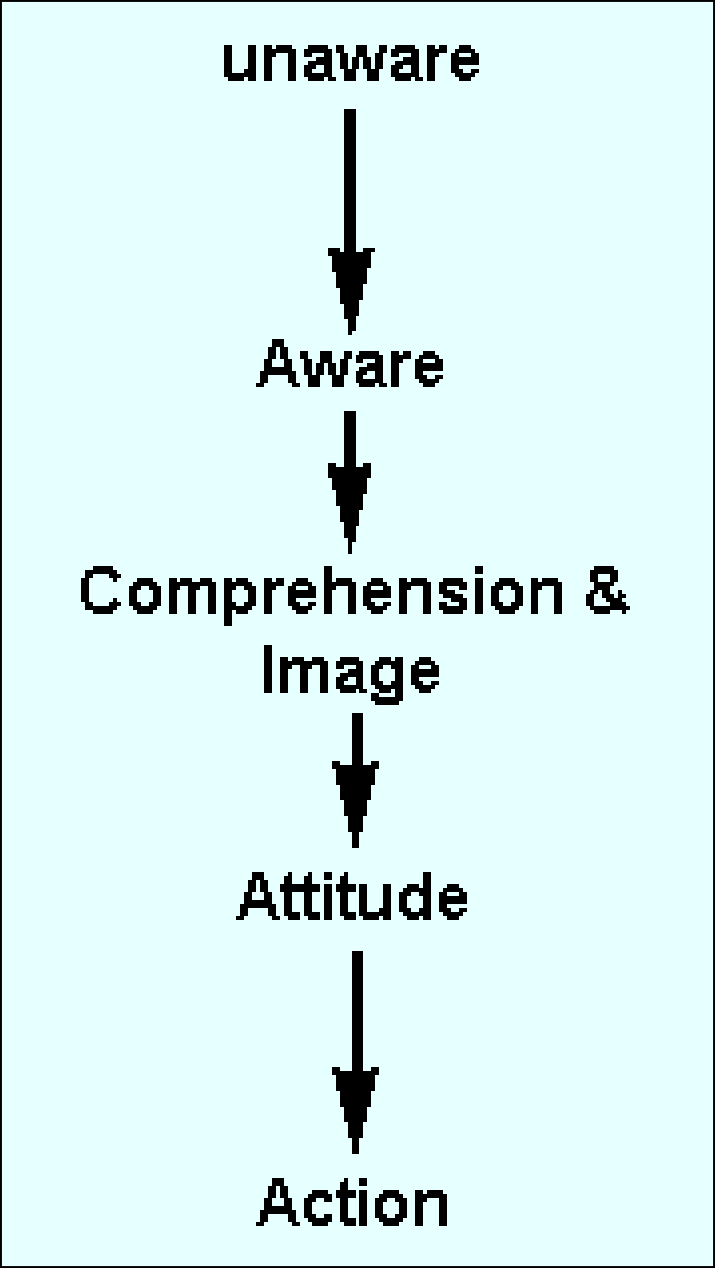 unaware
Aware
Comprehension &
Image
Attitude
Action